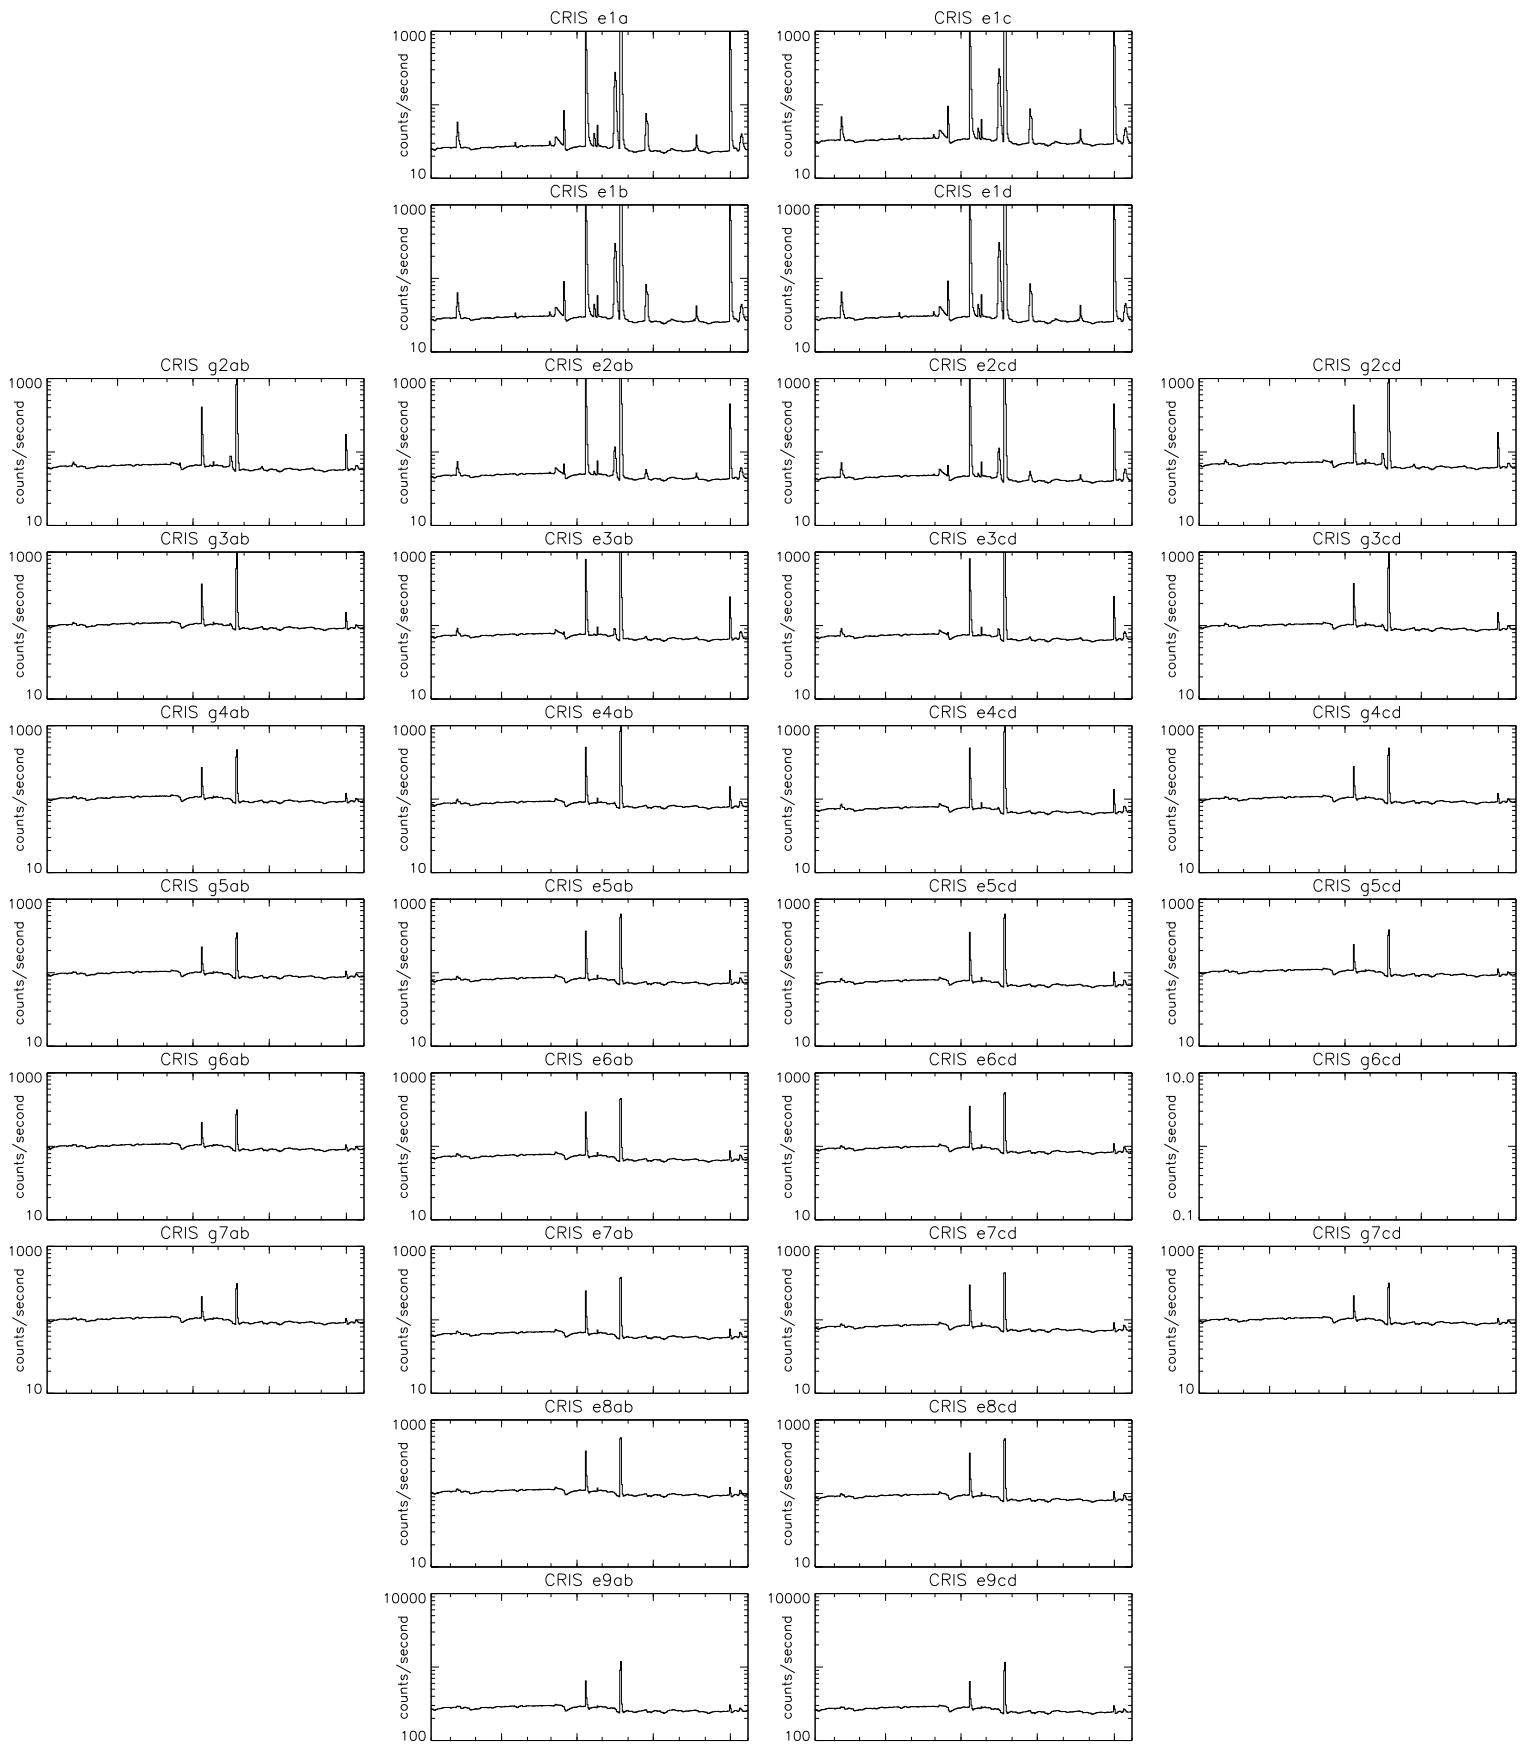 CRIS e1a
1000
counts/second
10
CRIS e1c
1000
counts/second
10
CRIS e1b
1000
counts/second
10
CRIS e1d
1000
counts/second
10
CRIS g2ab
1000
counts/second
10
CRIS e2ab
1000
counts/second
10
CRIS e2cd
1000
counts/second
10
CRIS g2cd
1000
counts/second
10
CRIS g3ab
1000
counts/second
10
CRIS e3ab
1000
counts/second
10
CRIS e3cd
1000
counts/second
10
CRIS g3cd
1000
counts/second
10
CRIS g4ab
1000
counts/second
10
CRIS e4ab
1000
counts/second
10
CRIS e4cd
1000
counts/second
10
CRIS g4cd
1000
counts/second
10
CRIS g5ab
1000
counts/second
10
CRIS e5ab
1000
counts/second
10
CRIS e5cd
1000
counts/second
10
CRIS g5cd
1000
counts/second
10
CRIS g6ab
1000
counts/second
10
CRIS e6ab
1000
counts/second
10
CRIS e6cd
1000
counts/second
10
CRIS g6cd
10.0
counts/second
0.1
CRIS g7ab
1000
counts/second
10
CRIS e7ab
1000
counts/second
10
CRIS e7cd
1000
counts/second
10
CRIS g7cd
1000
counts/second
10
CRIS e8ab
1000
counts/second
10
CRIS e8cd
1000
counts/second
10
CRIS e9ab
10000
counts/second
100
CRIS e9cd
10000
counts/second
100